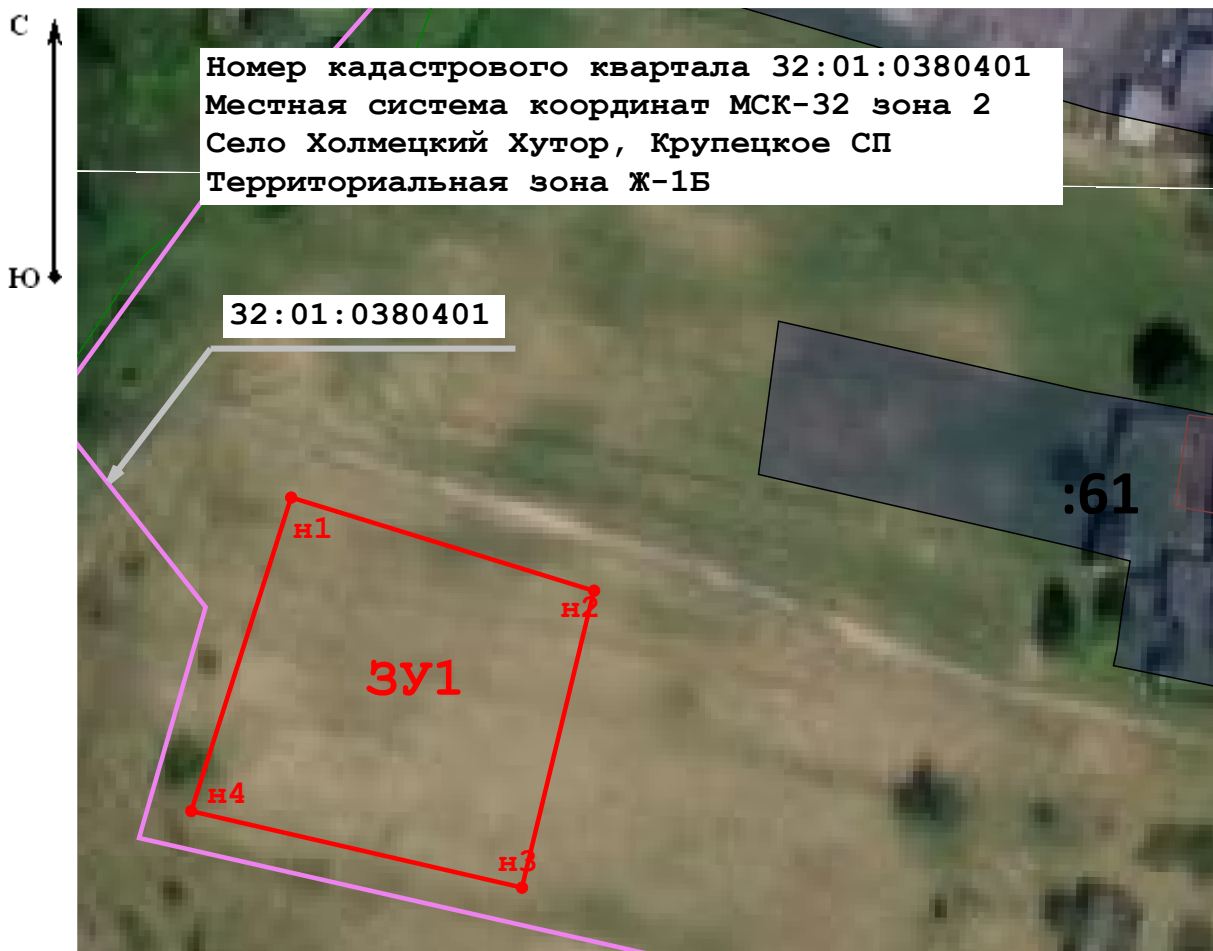 С
Номер кадастрового квартала 32:01:0380401
Местная система координат МСК-32 зона 2
Село Холмецкий Хутор, Крупецкое СП
Территориальная зона Ж-1Б
Ю
32:01:0380401
:61
н1
н2
ЗУ1
н4
н3